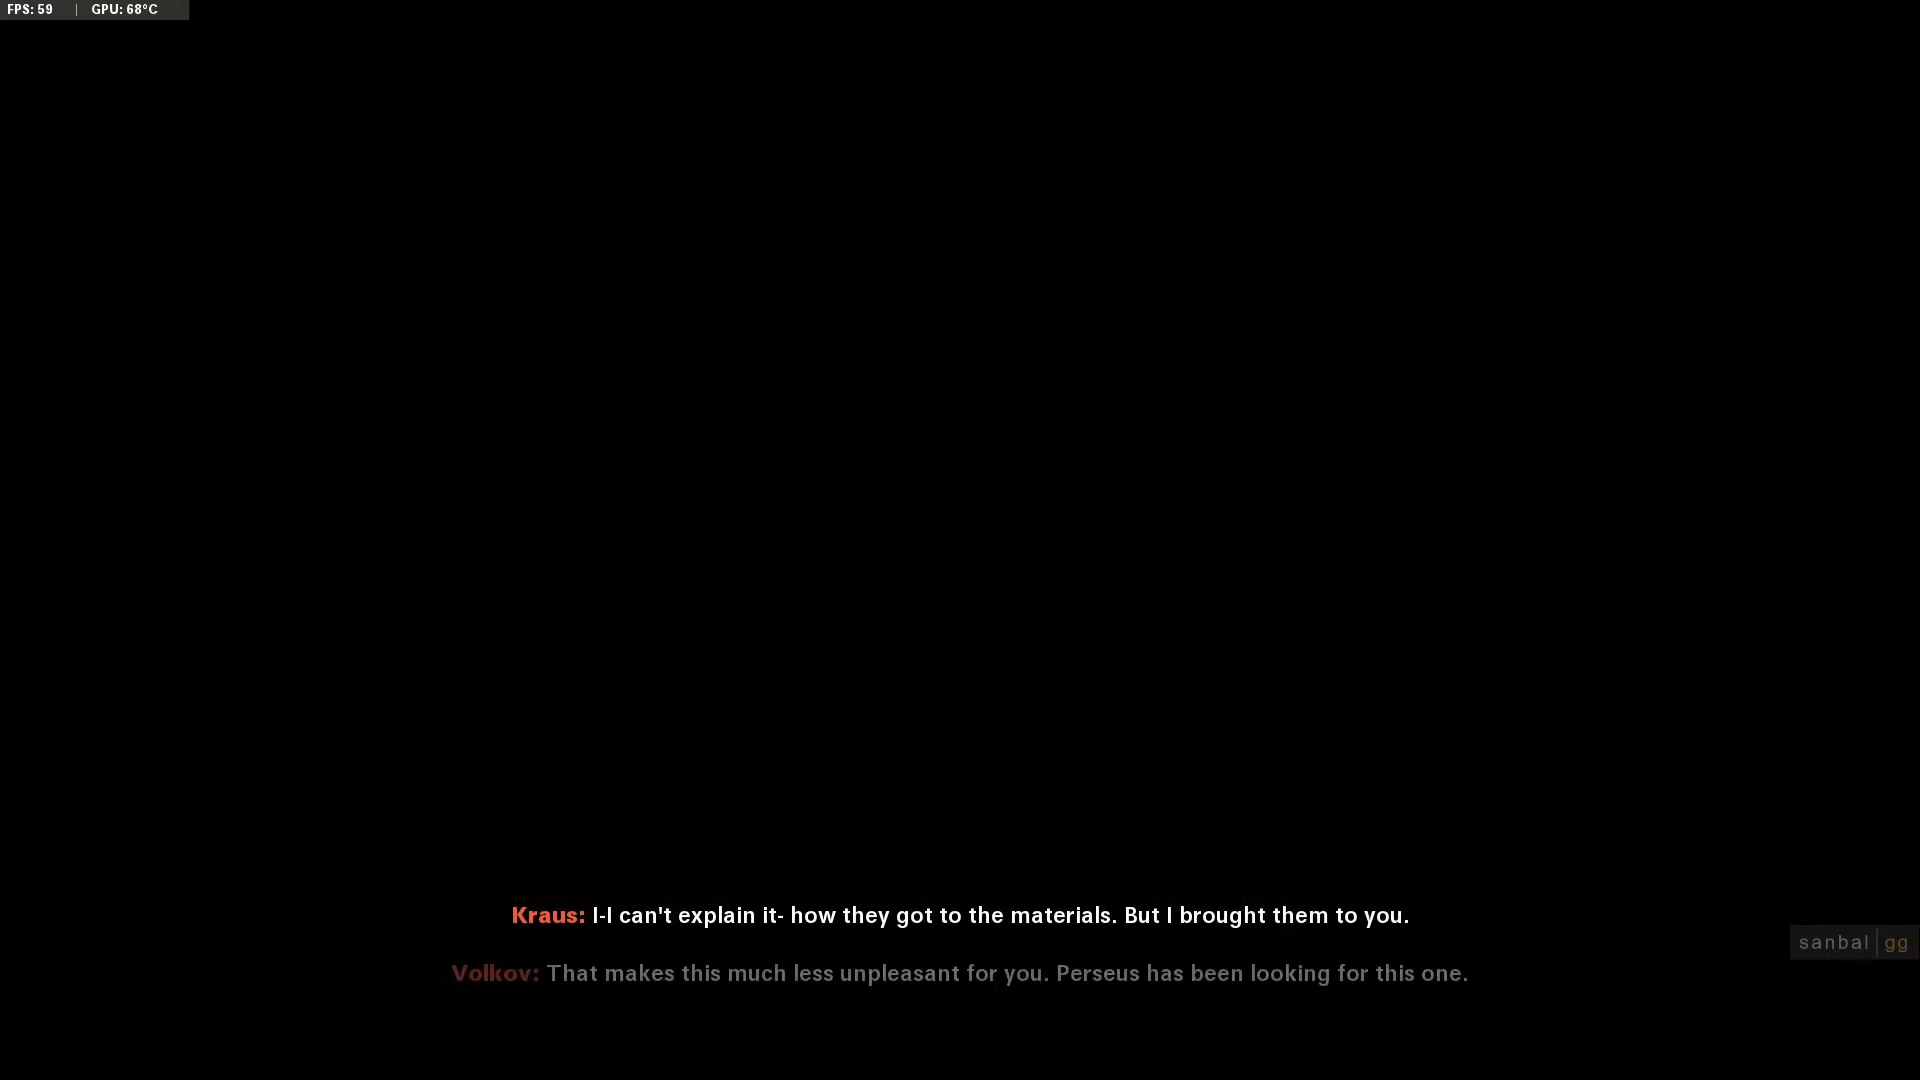 FPS: 59 | GPU: 68°C
Kraus: I-I can't explain it- how they got to the materials. But I brought them to you.
sanbal|gg
Volkov: That makes this much less unpleasant for you. Perseus has been looking for this one.